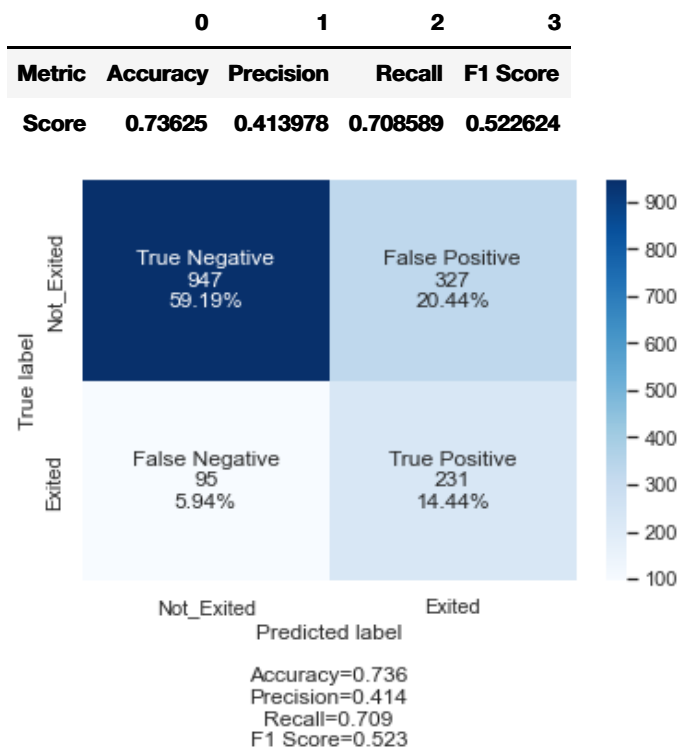 0 1 2 3
Metric Accuracy Precision Recall F1 Score
Score 0.73625 0.413978 0.708589 0.522624
True Negative
947
59.19%
False Positive
327
20.44%
False Negative
95
5.94%
True Positive
231
14.44%
Not_Exited
Exited
True label
Not_Exited Exited
Predicted label
Accuracy=0.736
Precision=0.414
Recall=0.709
F1 Score=0.523
900
800
700
600
500
400
300
200
100